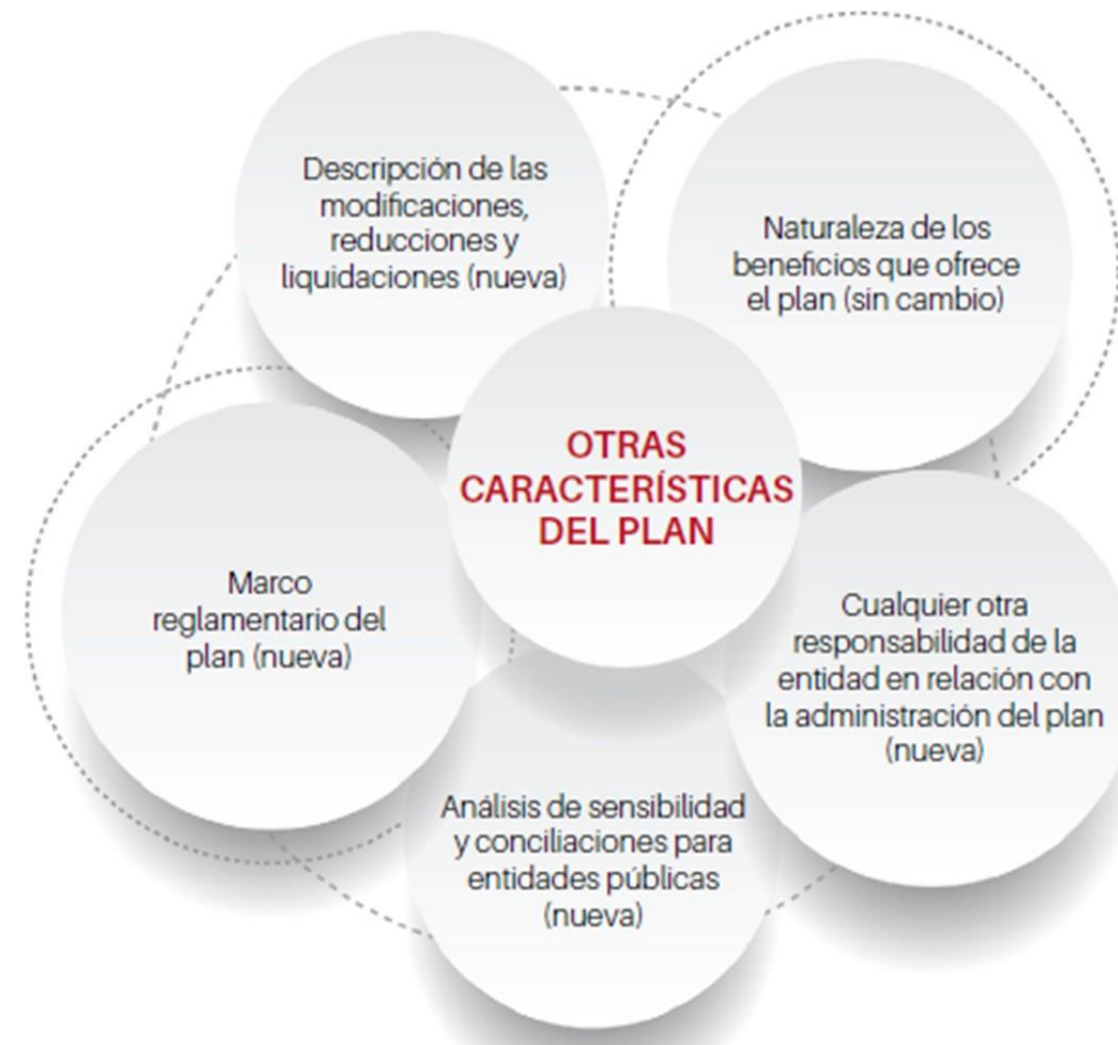 Descripción de las
modificaciones,
reducciones y
liquidaciones (nueva)
Naturaleza de los
beneficios que ofrece
el plan (sin cambio)
OTRAS
CARACTERÍSTICAS
DEL PLAN
Marco
reglamentario del
plan (nueva)
Cualquier otra
responsabilidad de la
entidad en relación con
la administración del plan
(nueva)
Análisis de sensibilidad
y conciliaciones para
entidades públicas
(nueva)